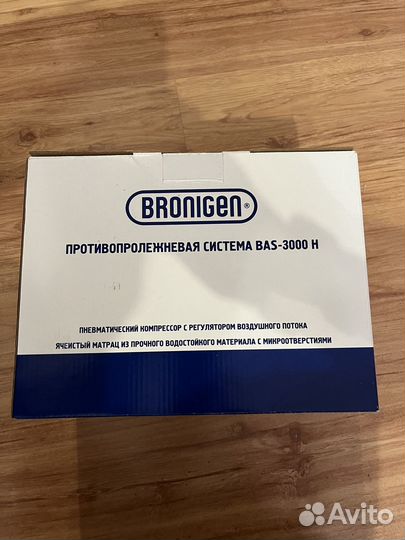 BRONIGEN®
ПРОТИВОПРОЛЕЖНЕВАЯ СИСТЕМА BAS-3000 H
ПНЕВМАТИЧЕСКИЙ КОМПРЕССОР С РЕГУЛЯТОРОМ ВОЗДУШНОГО ПОТОКА
ЯЧЕИСТЫЙ МАТРАЦ ИЗ ПРОЧНОГО ВОДОСТОЙКОГО МАТЕРИАЛА С МИКРООТВЕРСТИЯМИ
Avito